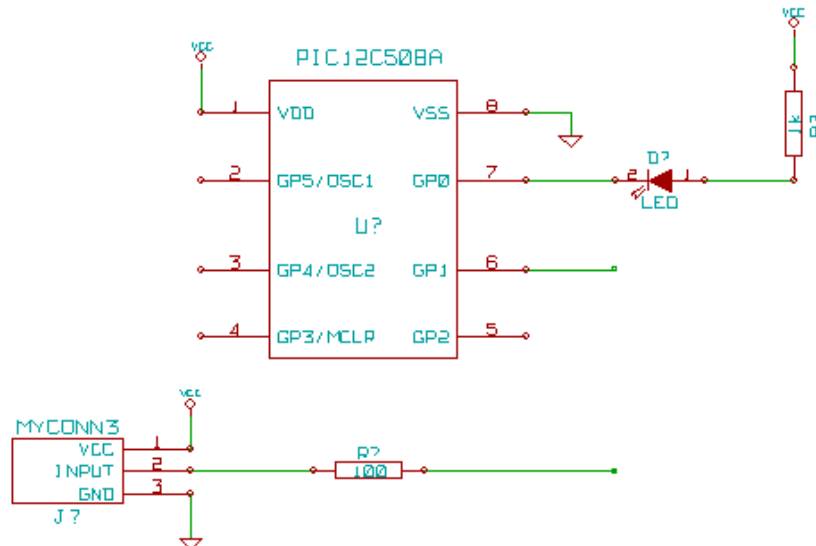 VCC
VCC
PIC12C508A
1 VDD VSS 8
1k
R?
D?
2 GP5/OSC1 GP0 7
2 1
LED
U?
3 GP4/OSC2 GP1 6
4 GP3/MCLR GP2 5
VCC
MYCONN3
VCC 1
R?
INPUT 2
100
GND 3
J?